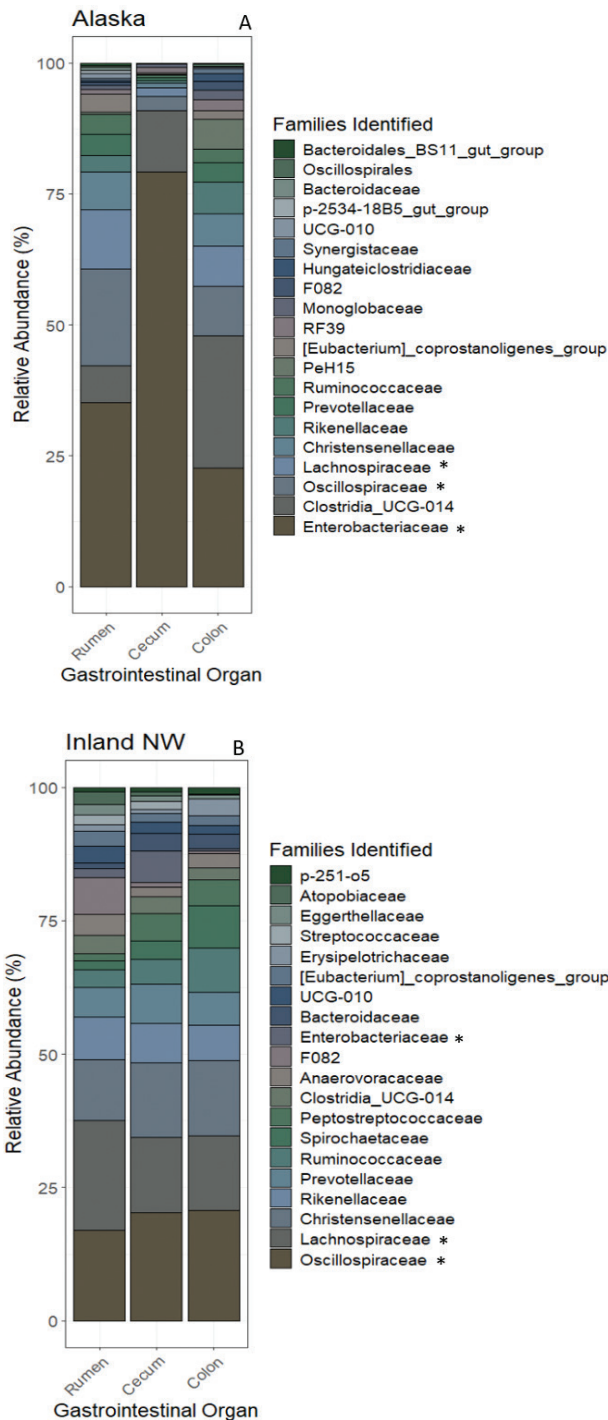 Alaska
A
100
75
50
25
0
Relative Abundance (%)
Rumen
Cecum
Colon
Gastrointestinal Organ
Families Identified
Bacteroidales_BS11_gut_group
Oscillospirales
Bacteroidaceae
p-2534-18B5_gut_group
UCG-010
Synergistaceae
Hungateiclostridiaceae
F082
Monoglobaceae
RF39
[Eubacterium]_coprostanoligenes_group
PeH15
Ruminococcaceae
Prevotellaceae
Rikenellaceae
Christensenellaceae
Lachnospiraceae *
Oscillospiraceae *
Clostridia_UCG-014
Enterobacteriaceae *
Inland NW
B
100
75
50
25
0
Relative Abundance (%)
Rumen
Cecum
Colon
Gastrointestinal Organ
Families Identified
p-251-o5
Atopobiaceae
Eggerthellaceae
Streptococcaceae
Erysipelotrichaceae
[Eubacterium]_coprostanoligenes_group
UCG-010
Bacteroidaceae
Enterobacteriaceae *
F082
Anaerovoracaceae
Clostridia_UCG-014
Peptostreptococcaceae
Spirochaetaceae
Ruminococcaceae
Prevotellaceae
Rikenellaceae
Christensenellaceae
Lachnospiraceae *
Oscillospiraceae *